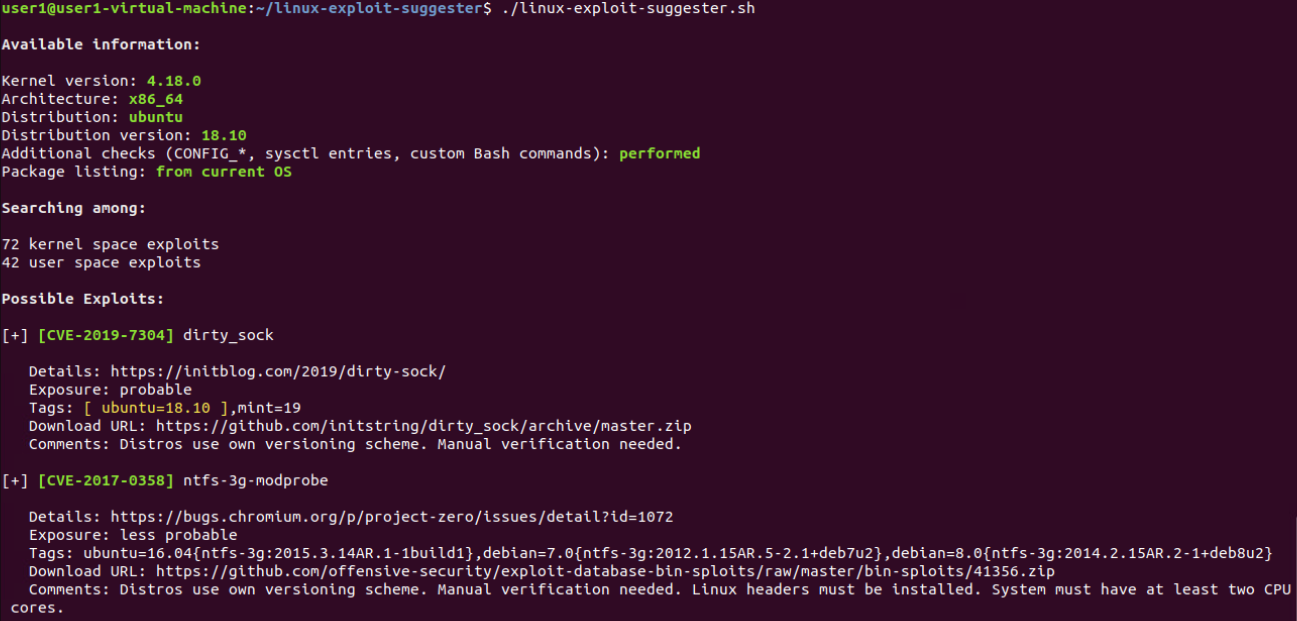 user1@user1-virtual-machine:~/linux-exploit-suggester$ ./linux-exploit-suggester.sh
Available information:
Kernel version: 4.18.0
Architecture: x86_64
Distribution: ubuntu
Distribution version: 18.10
Additional checks (CONFIG_*, sysctl entries, custom Bash commands): performed
Package listing: from current OS
Searching among:
72 kernel space exploits
42 user space exploits
Possible Exploits:
[+] [CVE-2019-7304] dirty_sock
Details: https://initblog.com/2019/dirty-sock/
Exposure: probable
Tags: [ ubuntu=18.10 ],mint=19
Download URL: https://github.com/initstring/dirty_sock/archive/master.zip
Comments: Distros use own versioning scheme. Manual verification needed.
[+] [CVE-2017-0358] ntfs-3g-modprobe
Details: https://bugs.chromium.org/p/project-zero/issues/detail?id=1072
Exposure: less probable
Tags: ubuntu=16.04{ntfs-3g:2015.3.14AR.1-1build1},debian=7.0{ntfs-3g:2012.1.15AR.5-2.1+deb7u2},debian=8.0{ntfs-3g:2014.2.15AR.2-1+deb8u2}
Download URL: https://github.com/offensive-security/exploit-database-bin-sploits/raw/master/bin-sploits/41356.zip
Comments: Distros use own versioning scheme. Manual verification needed. Linux headers must be installed. System must have at least two CPU
cores.